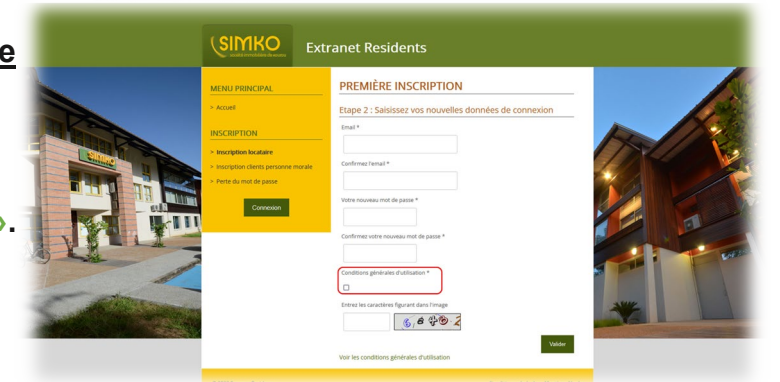 e
».
SIMKO
Extranet Residents
MENU PRINCIPAL
> Accueil
INSCRIPTION
> Inscription locataire
> Inscription clients personne morale
> Perte du mot de passe
Connexion
PREMIÈRE INSCRIPTION
Etape 2 : Saisissez vos nouvelles données de connexion
Email *
Confirmez l'email *
Votre nouveau mot de passe *
Confirmez votre nouveau mot de passe *
Conditions générales d'utilisation *
Entrez les caractères figurant dans l'image
Valider
Voir les conditions générales d'utilisation